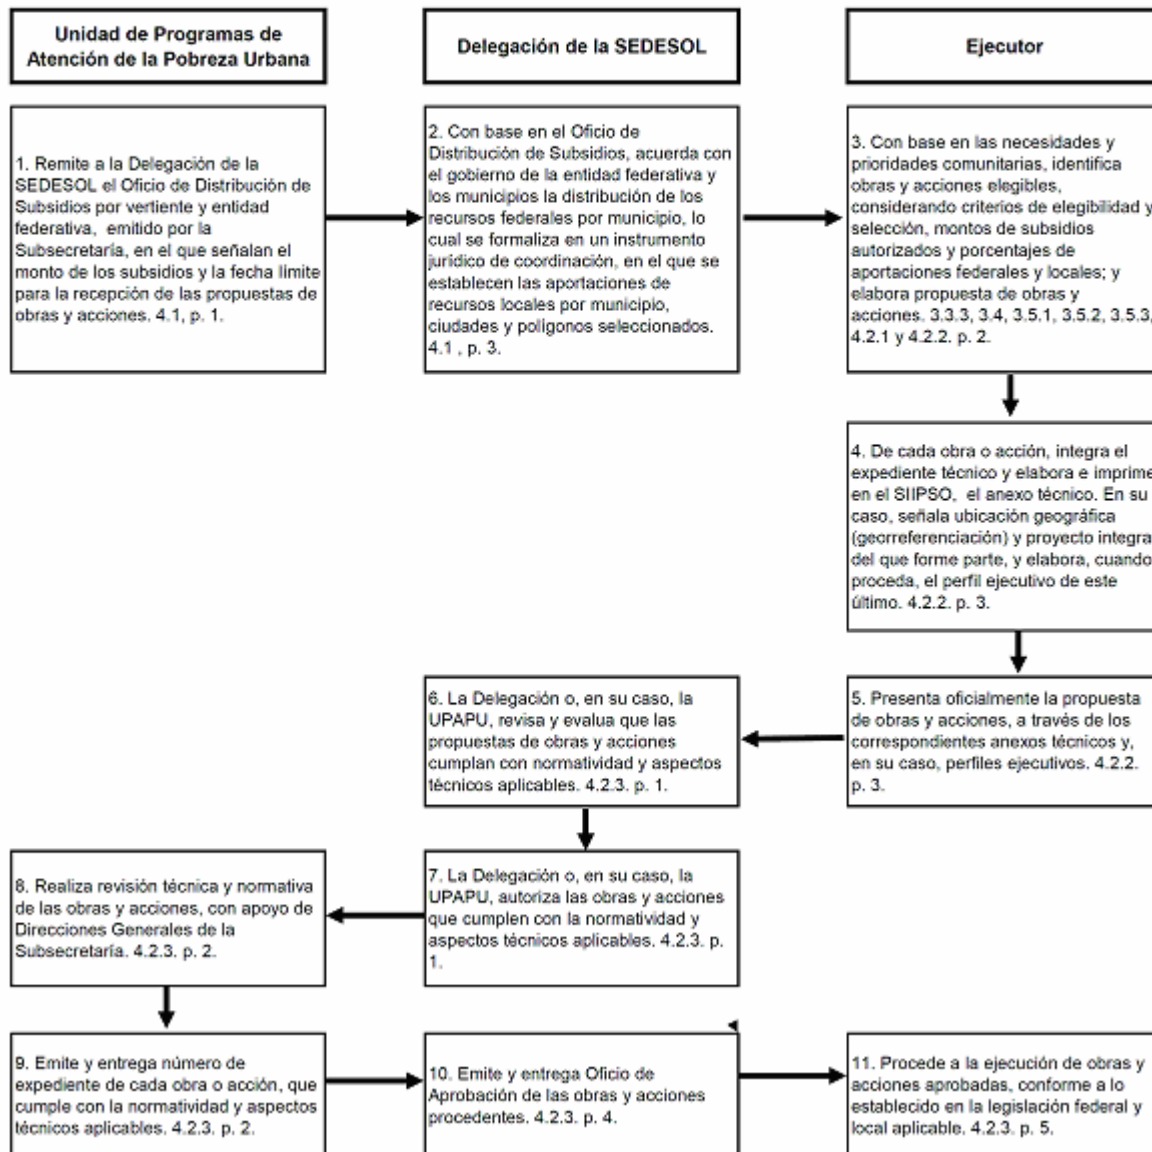 Unidad de Programas de
Atención de la Pobreza Urbana
Delegación de la SEDESOL
Ejecutor
1. Remite a la Delegación de la
SEDESOL el Oficio de Distribución de
Subsidios por vertiente y entidad
federativa, emitido por la
Subsecretaría, en el que señalan el
monto de los subsidios y la fecha límite
para la recepción de las propuestas de
obras y acciones. 4.1, p. 1.
2. Con base en el Oficio de
Distribución de Subsidios, acuerda con
el gobierno de la entidad federativa y
los municipios la distribución de los
recursos federales por municipio, lo
cual se formaliza en un instrumento
jurídico de coordinación, en el que se
establecen las aportaciones de
recursos locales por municipio,
ciudades y polígonos seleccionados.
4.1 , p. 3.
3. Con base en las necesidades y
prioridades comunitarias, identifica
obras y acciones elegibles,
considerando criterios de elegibilidad y
selección, montos de subsidios
autorizados y porcentajes de
aportaciones federales y locales; y
elabora propuesta de obras y
acciones. 3.3.3, 3.4, 3.5.1, 3.5.2, 3.5.3,
4.2.1 y 4.2.2. p. 2.
4. De cada obra o acción, integra el
expediente técnico y elabora e imprime
en el SIIPSO, el anexo técnico. En su
caso, señala ubicación geográfica
(georreferenciación) y proyecto integra
del que forme parte, y elabora, cuando
proceda, el perfil ejecutivo de este
último. 4.2.2. p. 3.
6. La Delegación o, en su caso, la
UPAPU, revisa y evalua que las
propuestas de obras y acciones
cumplan con normatividad y aspectos
técnicos aplicables. 4.2.3. p. 1.
5. Presenta oficialmente la propuesta
de obras y acciones, a través de los
correspondientes anexos técnicos y,
en su caso, perfiles ejecutivos. 4.2.2.
p. 3.
8. Realiza revisión técnica y normativa
de las obras y acciones, con apoyo de
Direcciones Generales de la
Subsecretaría. 4.2.3. p. 2.
7. La Delegación o, en su caso, la
UPAPU, autoriza las obras y acciones
que cumplen con la normatividad y
aspectos técnicos aplicables. 4.2.3. p.
1.
9. Emite y entrega número de
expediente de cada obra o acción, que
cumple con la normatividad y aspectos
técnicos aplicables. 4.2.3. p. 2.
10. Emite y entrega Oficio de
Aprobación de las obras y acciones
procedentes. 4.2.3. p. 4.
11. Procede a la ejecución de obras y
acciones aprobadas, conforme a lo
establecido en la legislación federal y
local aplicable. 4.2.3. p. 5.